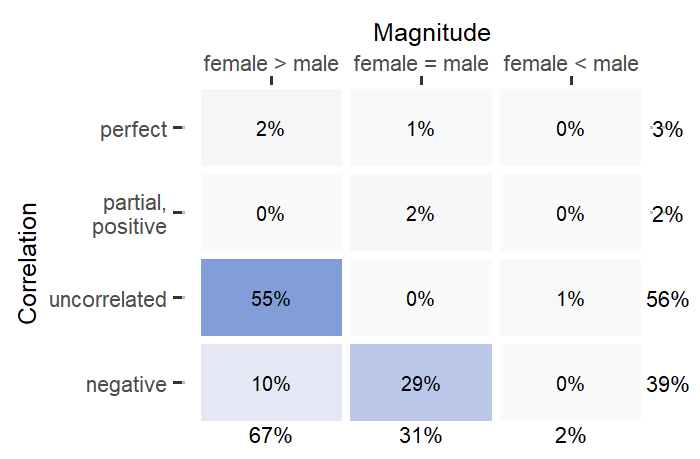 Magnitude
female > male female = male female < male
perfect 2% 1% 0% 3%
partial,
positive 0% 2% 0% 2%
Correlation
uncorrelated 55% 0% 1% 56%
negative 10% 29% 0% 39%
67% 31% 2%